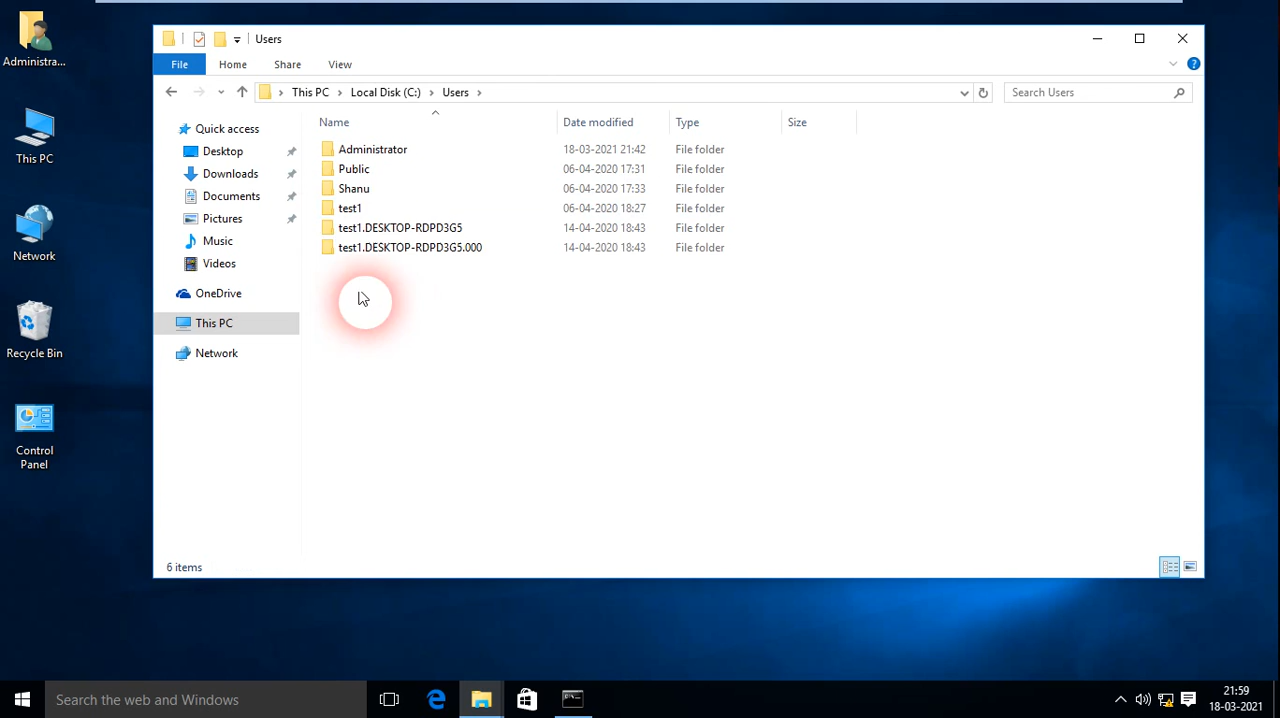 Administra...
This PC
Network
Recycle Bin
Control
Panel
Users
File Home Share View
This PC Local Disk (C:) Users
Search Users
Quick access
Desktop
Downloads
Documents
Pictures
Music
Videos
OneDrive
This PC
Network
Name Date modified Type Size
Administrator 18-03-2021 21:42 File folder
Public 06-04-2020 17:31 File folder
Shanu 06-04-2020 17:33 File folder
test1 06-04-2020 18:27 File folder
test1.DESKTOP-RDPD3G5 14-04-2020 18:43 File folder
test1.DESKTOP-RDPD3G5.000 14-04-2020 18:43 File folder
6 items
Search the web and Windows
21:59
18-03-2021